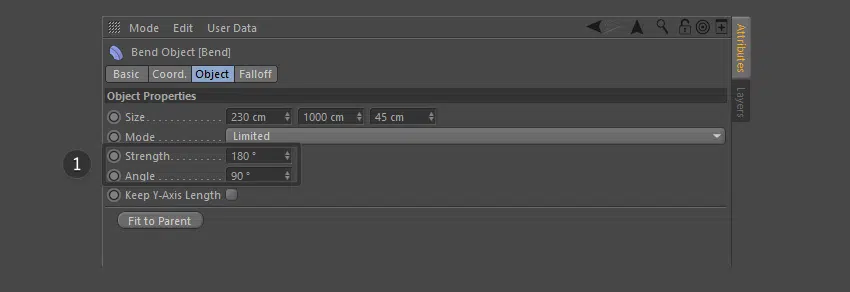 Mode Edit User Data
Bend Object [Bend]
Basic Coord. Object Falloff
Object Properties
Size . . . . . . . . . . . . 230 cm 1000 cm 45 cm
Mode . . . . . . . . . . . Limited
1
Strength. . . . . . . . . 180 °
Angle . . . . . . . . . . . 90 °
Keep Y-Axis Length
Fit to Parent
Attributes
Layers